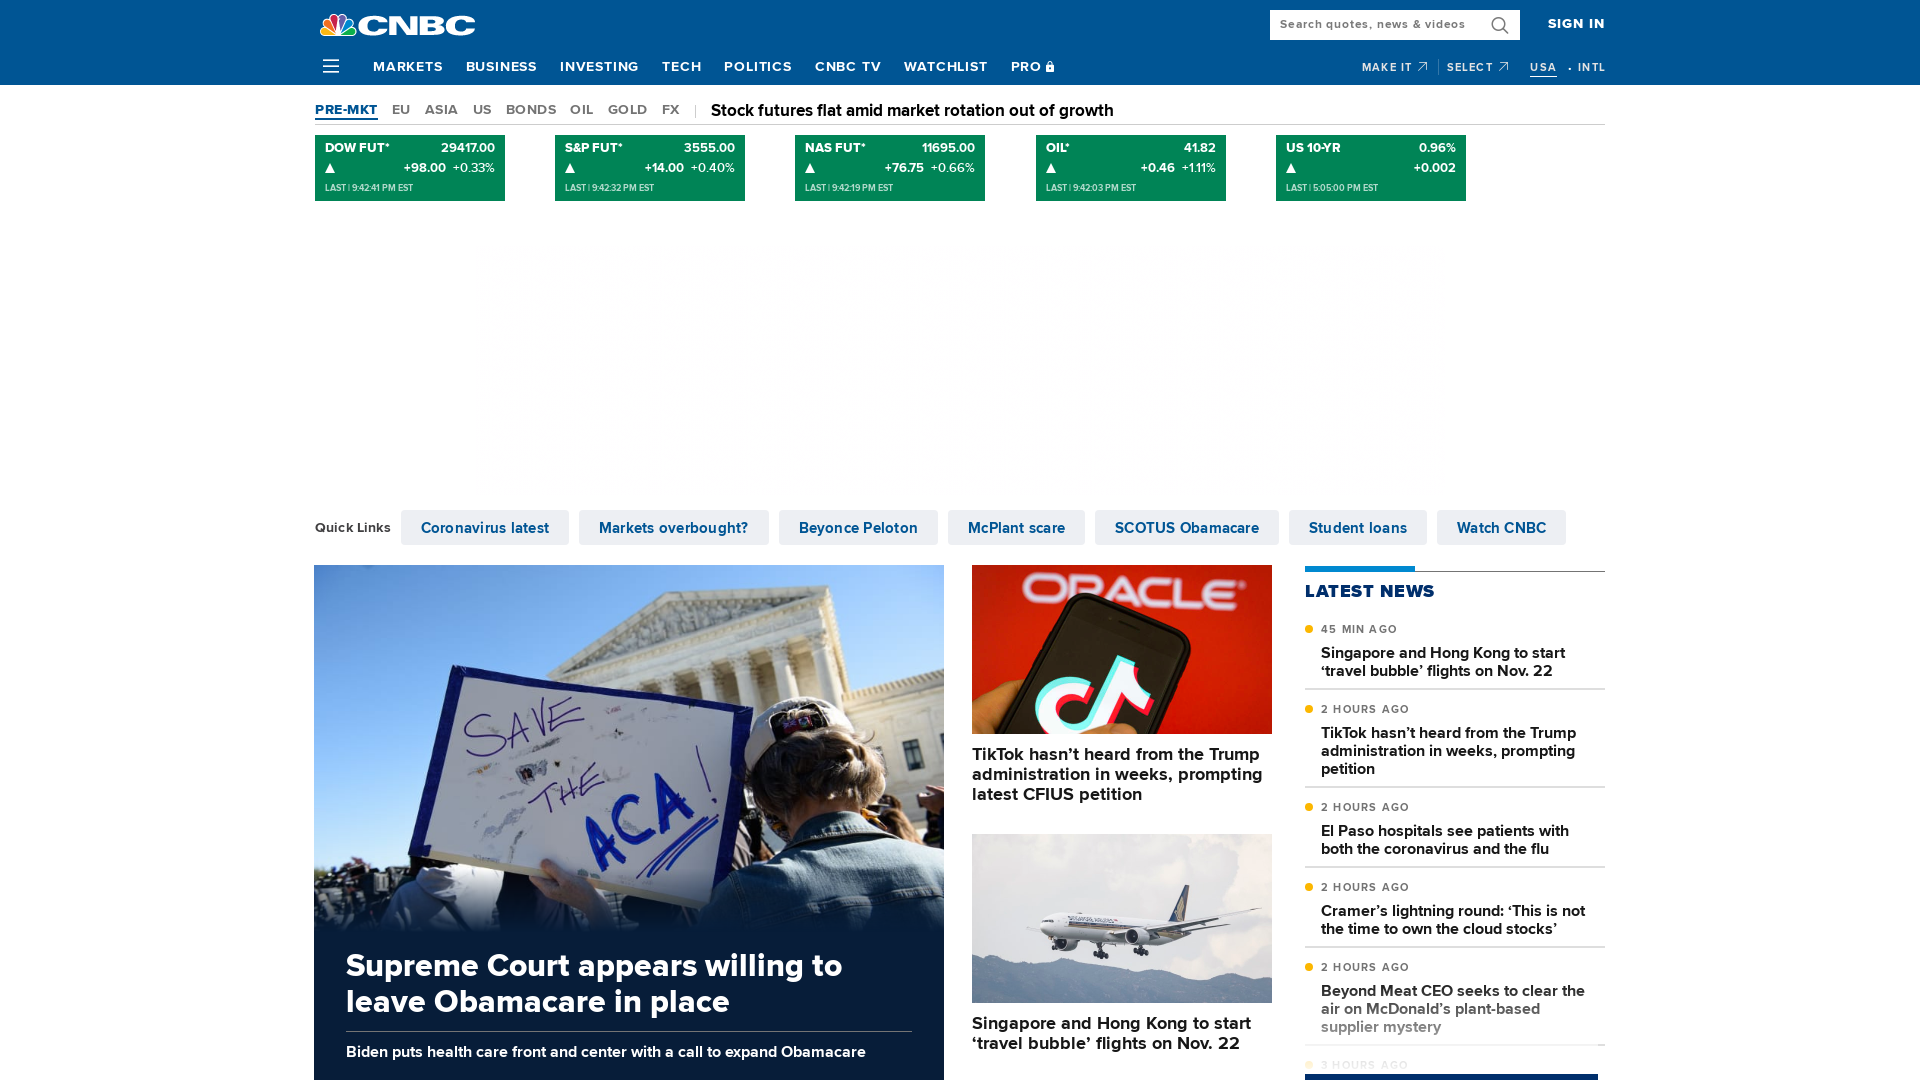 CNBC
Search quotes, news & videos
SIGN IN
MARKETS BUSINESS INVESTING TECH POLITICS CNBC TV WATCHLIST PRO
MAKE IT SELECT USA • INTL
PRE-MKT EU ASIA US BONDS OIL GOLD FX
Stock futures flat amid market rotation out of growth
DOW FUT* 29417.00
+98.00 +0.33%
LAST | 9:42:41 PM EST
S&P FUT* 3555.00
+14.00 +0.40%
LAST | 9:42:32 PM EST
NAS FUT* 11695.00
+76.75 +0.66%
LAST | 9:42:19 PM EST
OIL* 41.82
+0.46 +1.11%
LAST | 9:42:03 PM EST
US 10-YR 0.96%
+0.002
LAST | 5:05:00 PM EST
Quick Links Coronavirus latest Markets overbought? Beyonce Peloton McPlant scare SCOTUS Obamacare Student loans Watch CNBC
SAVE
THE
ACA!
Supreme Court appears willing to
leave Obamacare in place
Biden puts health care front and center with a call to expand Obamacare
ORACLE
TikTok hasn’t heard from the Trump
administration in weeks, prompting
latest CFIUS petition
Singapore and Hong Kong to start
‘travel bubble’ flights on Nov. 22
LATEST NEWS
45 MIN AGO
Singapore and Hong Kong to start
‘travel bubble’ flights on Nov. 22
2 HOURS AGO
TikTok hasn’t heard from the Trump
administration in weeks, prompting
petition
2 HOURS AGO
El Paso hospitals see patients with
both the coronavirus and the flu
2 HOURS AGO
Cramer’s lightning round: ‘This is not
the time to own the cloud stocks’
2 HOURS AGO
Beyond Meat CEO seeks to clear the
air on McDonald’s plant-based
supplier mystery
3 HOURS AGO